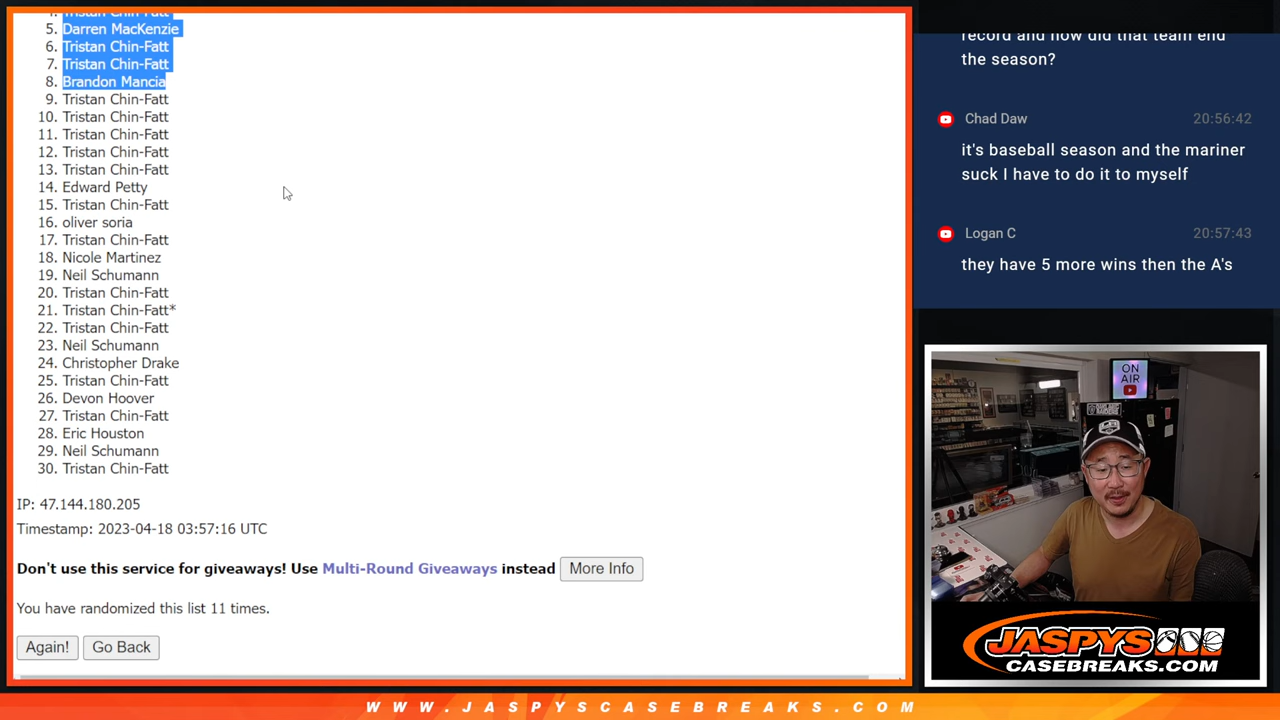 4. Tristan Chin-Fatt
5. Darren MacKenzie
6. Tristan Chin-Fatt
7. Tristan Chin-Fatt
8. Brandon Mancia
9. Tristan Chin-Fatt
10. Tristan Chin-Fatt
11. Tristan Chin-Fatt
12. Tristan Chin-Fatt
13. Tristan Chin-Fatt
14. Edward Petty
15. Tristan Chin-Fatt
16. oliver soria
17. Tristan Chin-Fatt
18. Nicole Martinez
19. Neil Schumann
20. Tristan Chin-Fatt
21. Tristan Chin-Fatt*
22. Tristan Chin-Fatt
23. Neil Schumann
24. Christopher Drake
25. Tristan Chin-Fatt
26. Devon Hoover
27. Tristan Chin-Fatt
28. Eric Houston
29. Neil Schumann
30. Tristan Chin-Fatt
IP: 47.144.180.205
Timestamp: 2023-04-18 03:57:16 UTC
Don't use this service for giveaways! Use Multi-Round Giveaways instead More Info
You have randomized this list 11 times.
Again! Go Back
record and how did that team end
the season?
Chad Daw 20:56:42
it's baseball season and the mariner
suck I have to do it to myself
Logan C 20:57:43
they have 5 more wins then the A's
ON
AIR
JASPYS
CASEBREAKS.COM
WWW.JASPYSCASEBREAKS.COM